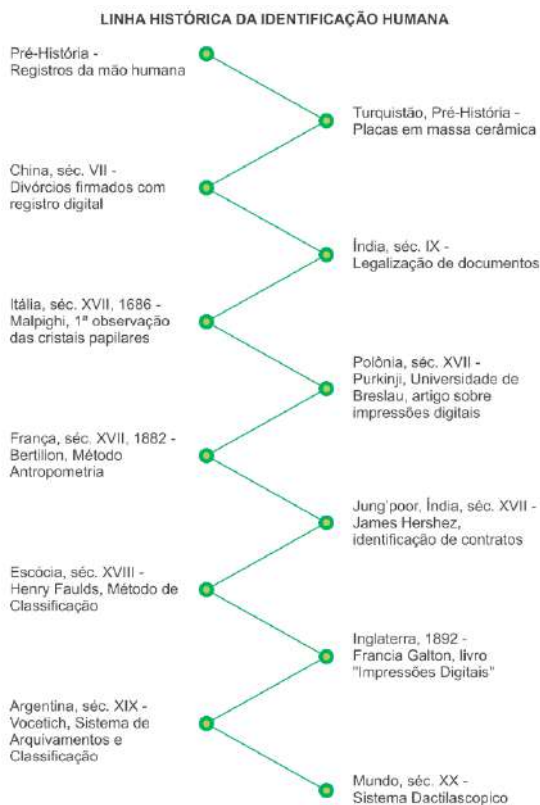 LINHA HISTÓRICA DA IDENTIFICAÇÃO HUMANA
Pré-História -
Registros da mão humana
Turquistão, Pré-História -
Placas em massa cerâmica
China, séc. VII -
Divórcios firmados com
registro digital
Índia, séc. IX -
Legalização de documentos
Itália, séc. XVII, 1686 -
Malpighi, 1ª observação
das cristais papilares
Polônia, séc. XVII -
Purkinji, Universidade de
Breslau, artigo sobre
impressões digitais
França, séc. XVII, 1882 -
Bertilion, Método
Antropometria
Jung'poor, Índia, séc. XVII -
James Hershez,
identificação de contratos
Escócia, séc. XVIII -
Henry Faulds, Método de
Classificação
Inglaterra, 1892 -
Francia Galton, livro
"Impressões Digitais"
Argentina, séc. XIX -
Vocetich, Sistema de
Arquivamentos e
Classificação
Mundo, séc. XX -
Sistema Dactilascopico